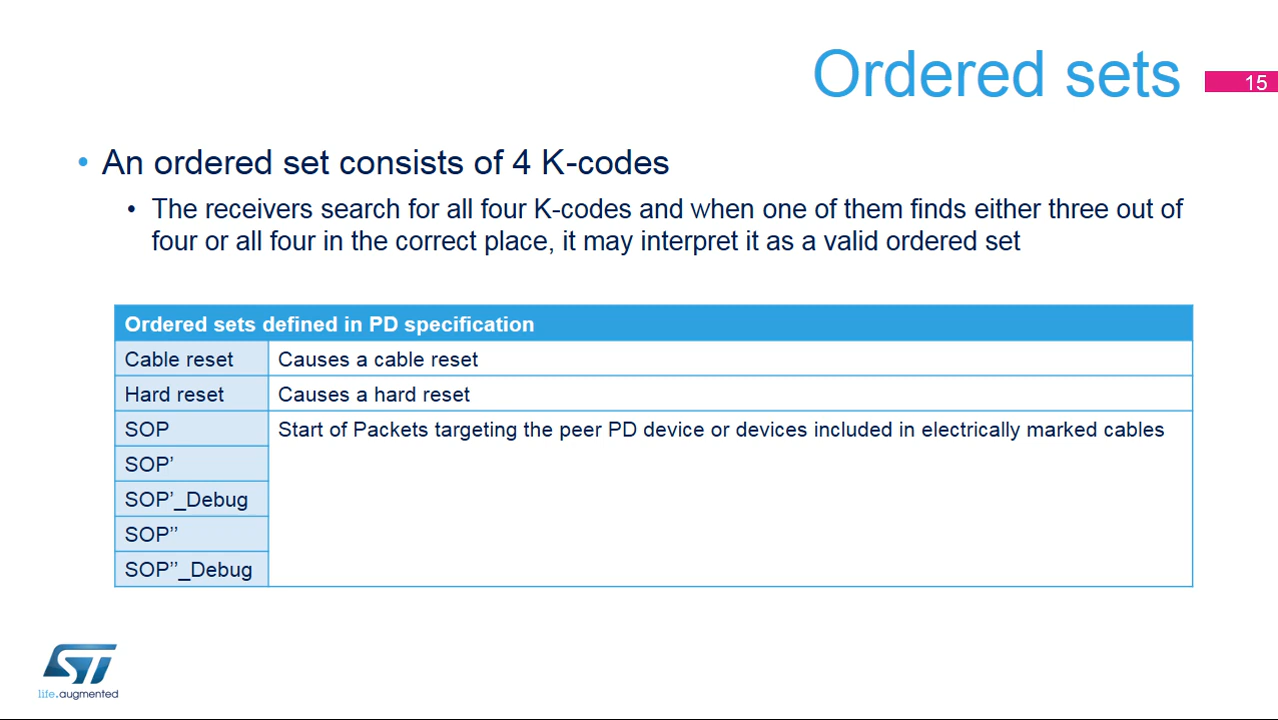 Ordered sets
15
• An ordered set consists of 4 K-codes
• The receivers search for all four K-codes and when one of them finds either three out of
four or all four in the correct place, it may interpret it as a valid ordered set
Ordered sets defined in PD specification
Cable reset Causes a cable reset
Hard reset Causes a hard reset
SOP Start of Packets targeting the peer PD device or devices included in electrically marked cables
SOP’
SOP’_Debug
SOP’’
SOP’’_Debug
ST
life.augmented